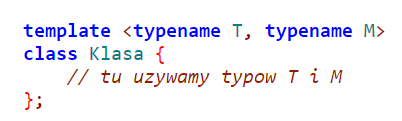 template <typename T, typename M>
class Klasa {
    // tu uzywamy typow T i M
};